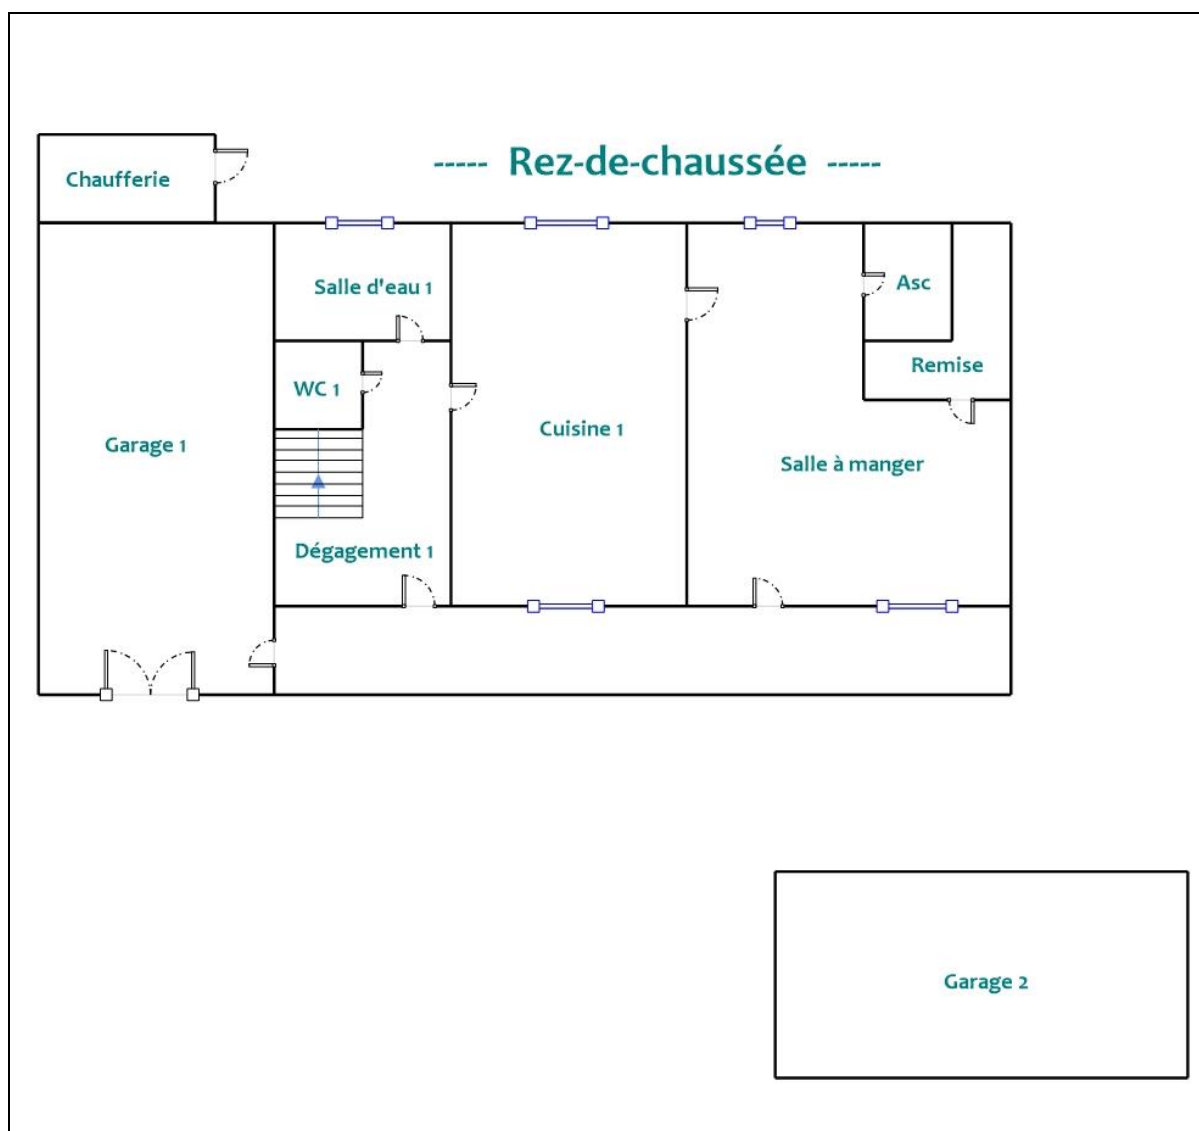 ----- Rez-de-chaussée -----
Chaufferie
Salle d'eau 1
Asc
Remise
WC 1
Cuisine 1
Garage 1
Salle à manger
Dégagement 1
Garage 2